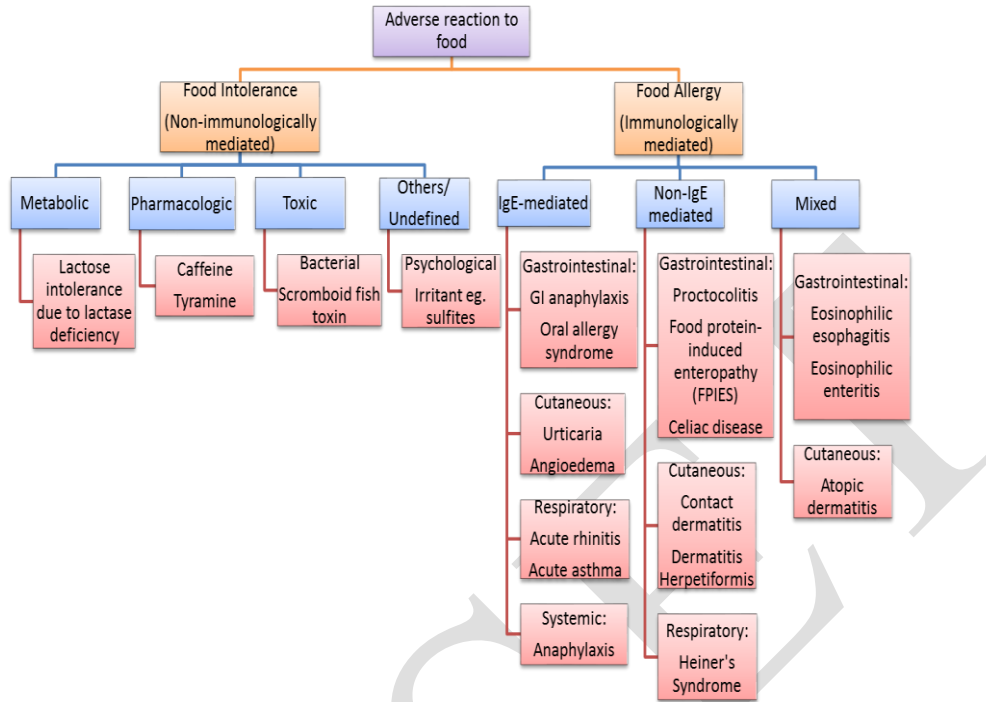 Adverse reaction to
food
Food Intolerance
(Non-immunologically
mediated)
Food Allergy
(Immunologically
mediated)
Metabolic
Pharmacologic
Toxic
Others/
Undefined
IgE-mediated
Non-IgE
mediated
Mixed
Lactose
intolerance
due to lactase
deficiency
Caffeine
Tyramine
Bacterial
Scromboid fish
toxin
Psychological
Irritant eg.
sulfites
Gastrointestinal:
GI anaphylaxis
Oral allergy
syndrome
Cutaneous:
Urticaria
Angioedema
Respiratory:
Acute rhinitis
Acute asthma
Systemic:
Anaphylaxis
Gastrointestinal:
Proctocolitis
Food protein-
induced
enteropathy
(FPIES)
Celiac disease
Cutaneous:
Contact
dermatitis
Dermatitis
Herpetiformis
Respiratory:
Heiner's
Syndrome
Gastrointestinal:
Eosinophilic
esophagitis
Eosinophilic
enteritis
Cutaneous:
Atopic
dermatitis